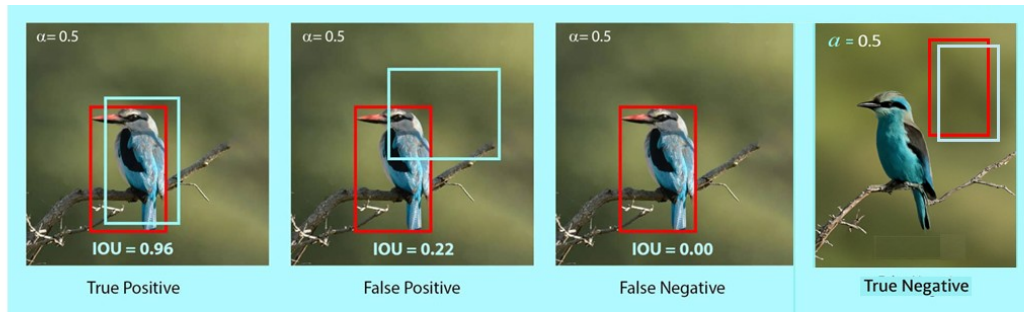 α= 0.5
IOU = 0.96
True Positive
α= 0.5
IOU = 0.22
False Positive
α= 0.5
IOU = 0.00
False Negative
a = 0.5
True Negative